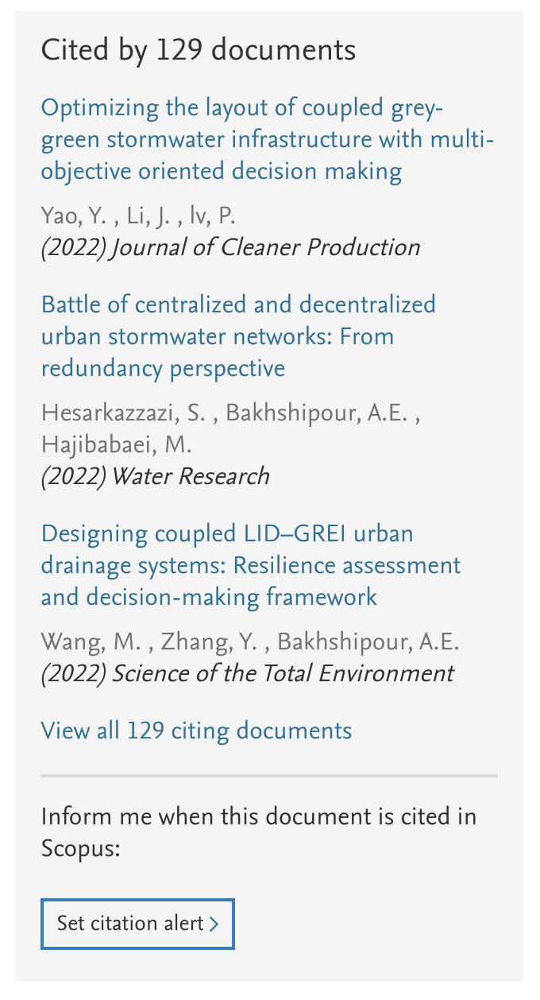 Cited by 129 documents
Optimizing the layout of coupled grey-
green stormwater infrastructure with multi-
objective oriented decision making
Yao, Y. , Li, J. , lv, P.
(2022) Journal of Cleaner Production
Battle of centralized and decentralized
urban stormwater networks: From
redundancy perspective
Hesarkazzazi, S. , Bakhshipour, A.E. ,
Hajibabaei, M.
(2022) Water Research
Designing coupled LID–GREI urban
drainage systems: Resilience assessment
and decision-making framework
Wang, M. , Zhang, Y. , Bakhshipour, A.E.
(2022) Science of the Total Environment
View all 129 citing documents
Inform me when this document is cited in
Scopus:
Set citation alert >